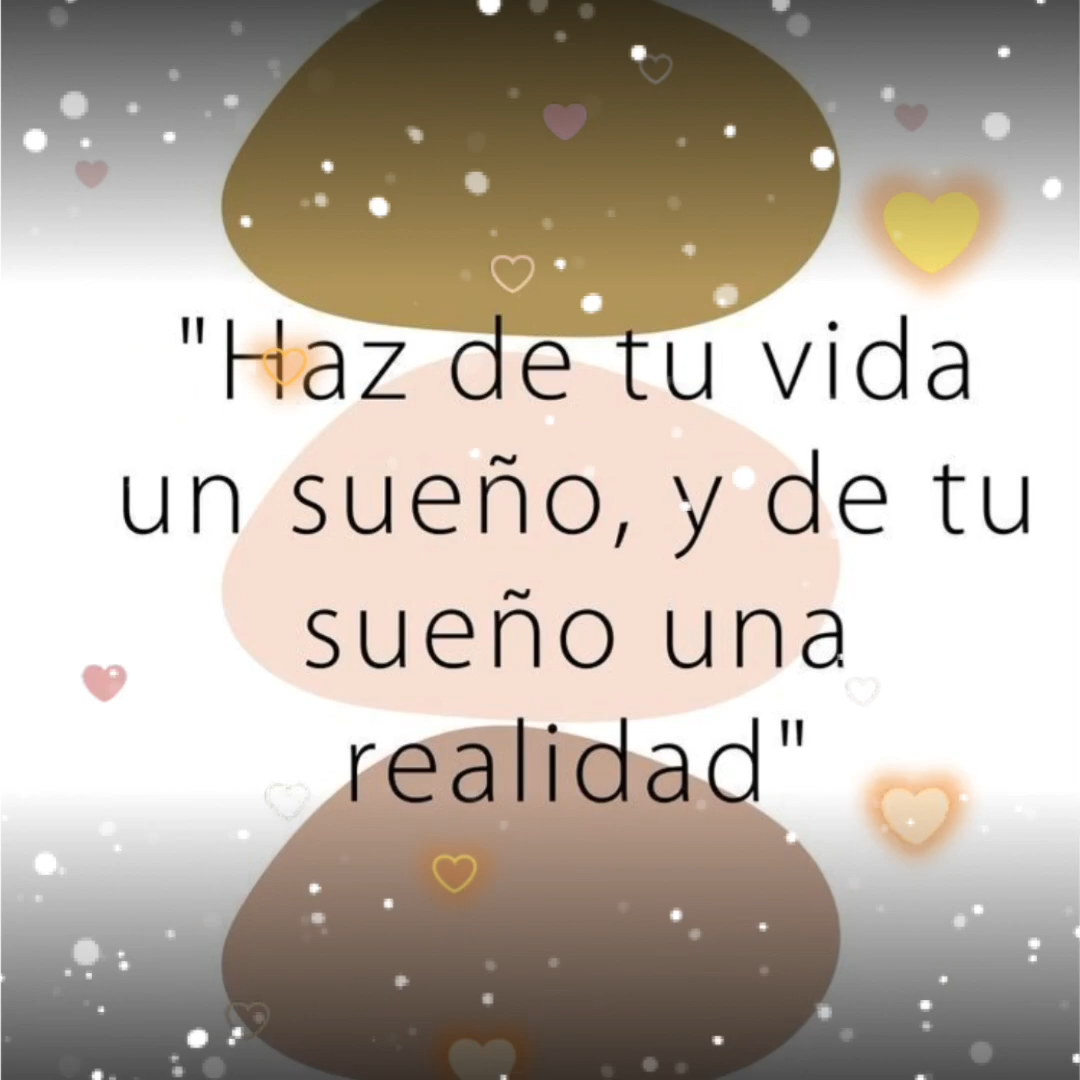 "Haz de tu vida
un sueño, y de tu
sueño una
realidad"